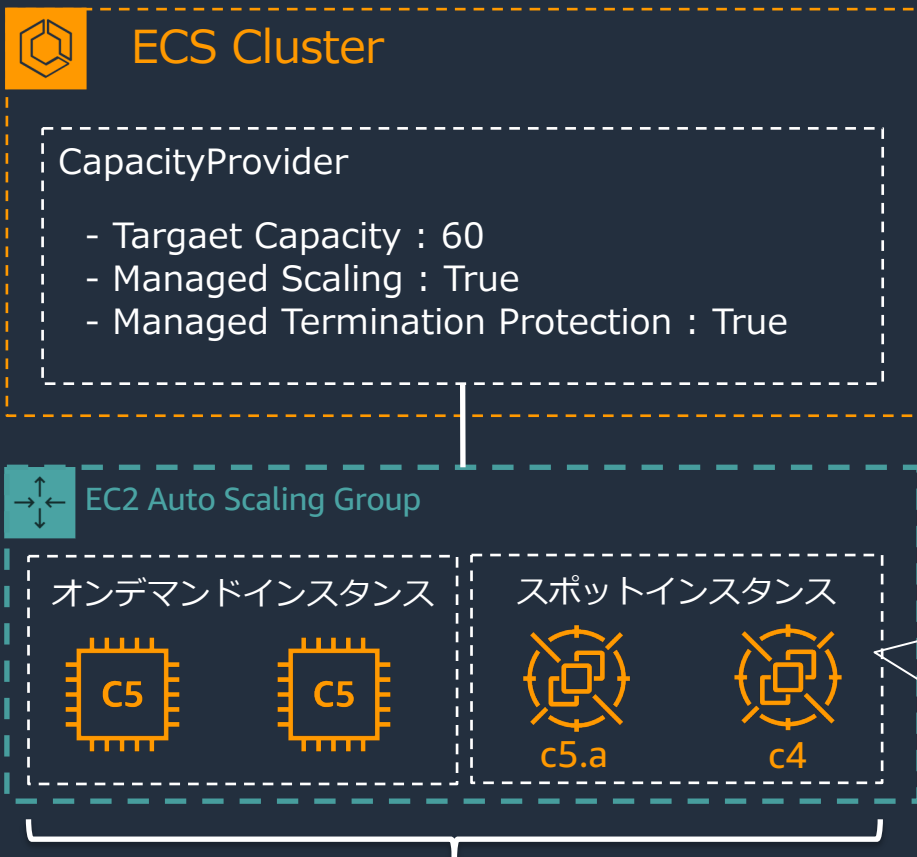 ECS Cluster
CapacityProvider
- Targaet Capacity : 60
- Managed Scaling : True
- Managed Termination Protection : True
EC2 Auto Scaling Group
オンデマンドインスタンス
スポットインスタンス
C5
C5
c5.a
c4